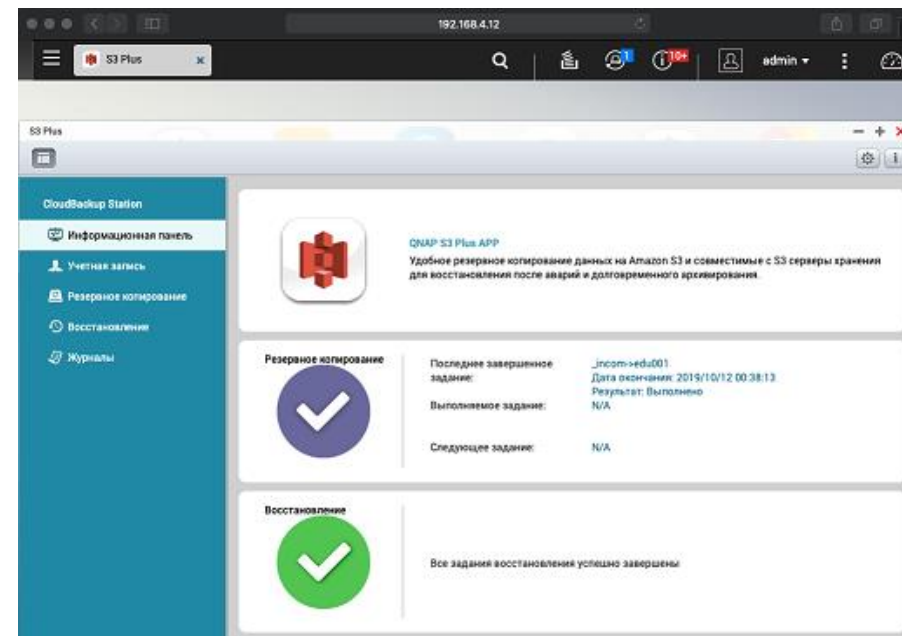 192.168.4.12
S3 Plus
1
10+
admin
S3 Plus
CloudBackup Station
Информационная панель
Учетная запись
Резервное копирование
Восстановление
Журналы
QNAP S3 Plus APP
Удобное резервное копирование данных на Amazon S3 и совместимые с S3 серверы хранения
для восстановления после аварий и долговременного архивирования.
Резервное копирование
Последнее завершенное
задание:
_incom->edu001
Дата окончания: 2019/10/12 00:38:13
Результат: Выполнено
Выполняемое задание:
N/A
Следующее задание:
N/A
Восстановление
Все задания восстановления успешно завершены